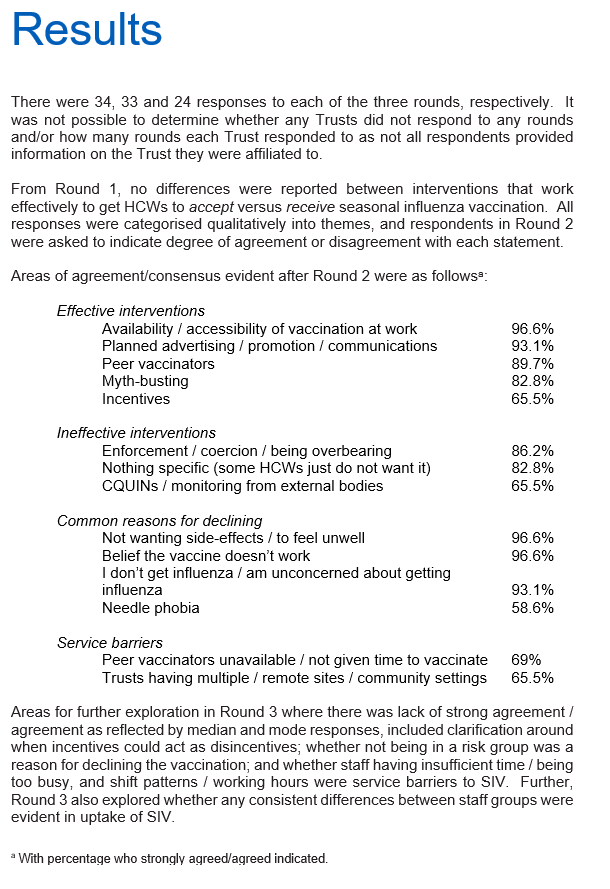 Results
There were 34, 33 and 24 responses to each of the three rounds, respectively. It
was not possible to determine whether any Trusts did not respond to any rounds
and/or how many rounds each Trust responded to as not all respondents provided
information on the Trust they were affiliated to.
From Round 1, no differences were reported between interventions that work
effectively to get HCWs to accept versus receive seasonal influenza vaccination. All
responses were categorised qualitatively into themes, and respondents in Round 2
were asked to indicate degree of agreement or disagreement with each statement.
Areas of agreement/consensus evident after Round 2 were as followsª:
Effective interventions
Availability / accessibility of vaccination at work 96.6%
Planned advertising / promotion / communications 93.1%
Peer vaccinators 89.7%
Myth-busting 82.8%
Incentives 65.5%
Ineffective interventions
Enforcement / coercion / being overbearing 86.2%
Nothing specific (some HCWs just do not want it) 82.8%
CQUINs / monitoring from external bodies 65.5%
Common reasons for declining
Not wanting side-effects / to feel unwell 96.6%
Belief the vaccine doesn't work 96.6%
I don't get influenza / am unconcerned about getting
influenza 93.1%
Needle phobia 58.6%
Service barriers
Peer vaccinators unavailable / not given time to vaccinate 69%
Trusts having multiple / remote sites / community settings 65.5%
Areas for further exploration in Round 3 where there was lack of strong agreement /
agreement as reflected by median and mode responses, included clarification around
when incentives could act as disincentives; whether not being in a risk group was a
reason for declining the vaccination; and whether staff having insufficient time / being
too busy, and shift patterns / working hours were service barriers to SIV. Further,
Round 3 also explored whether any consistent differences between staff groups were
evident in uptake of SIV.
ª With percentage who strongly agreed/agreed indicated.